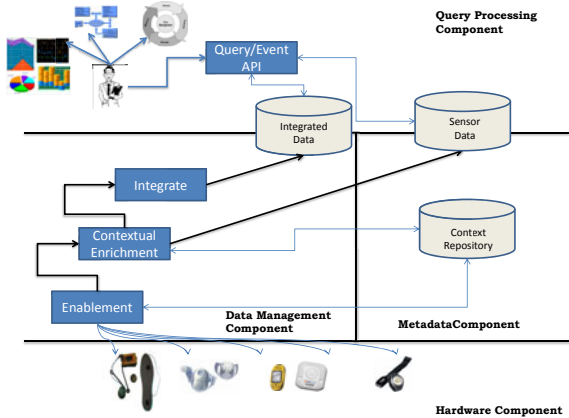 Query Processing
Component
Query/Event
API
Integrated
Data
Sensor
Data
Integrate
Contextual
Enrichment
Context
Repository
Enablement
Data Management
Component
MetadataComponent
Hardware Component